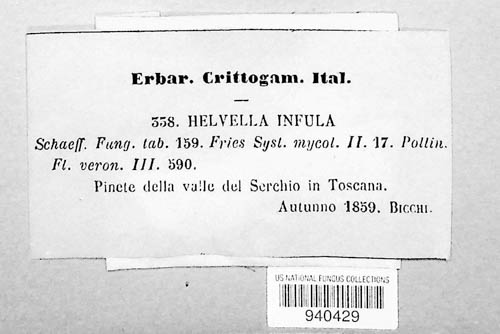 Erbar. Crittogam. Ital.
338. HELVELLA INFULA
Schaeff. Fung. tab. 159. Fries Syst. mycol. II. 17. Pollin.
Fl. veron. III. 590.
Pinete della valle del Serchio in Toscana.
Autunno 1859. BICCHI.
US NATIONAL FUNGUS COLLECTIONS
940429